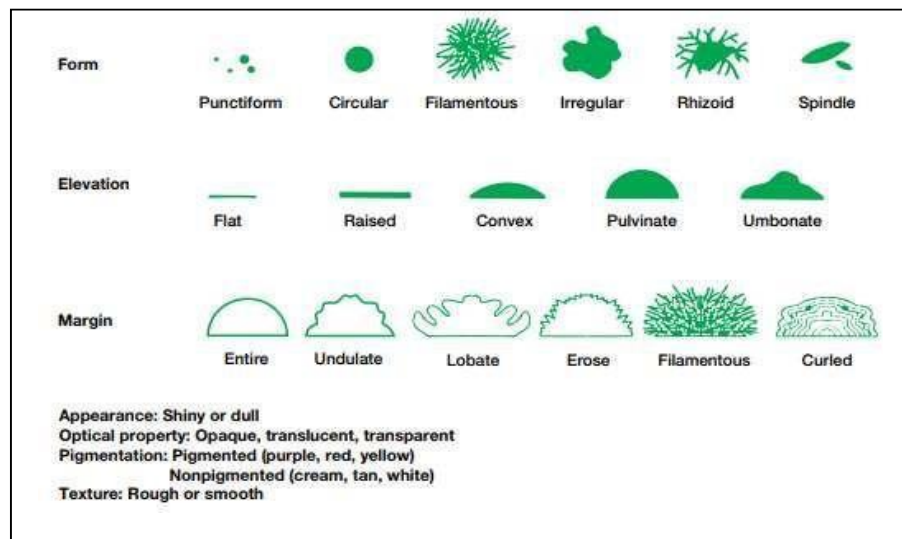 Form
Punctiform Circular Filamentous Irregular Rhizoid Spindle
Elevation
Flat Raised Convex Pulvinate Umbonate
Margin
Entire Undulate Lobate Erose Filamentous Curled
Appearance: Shiny or dull
Optical property: Opaque, translucent, transparent
Pigmentation: Pigmented (purple, red, yellow)
Nonpigmented (cream, tan, white)
Texture: Rough or smooth